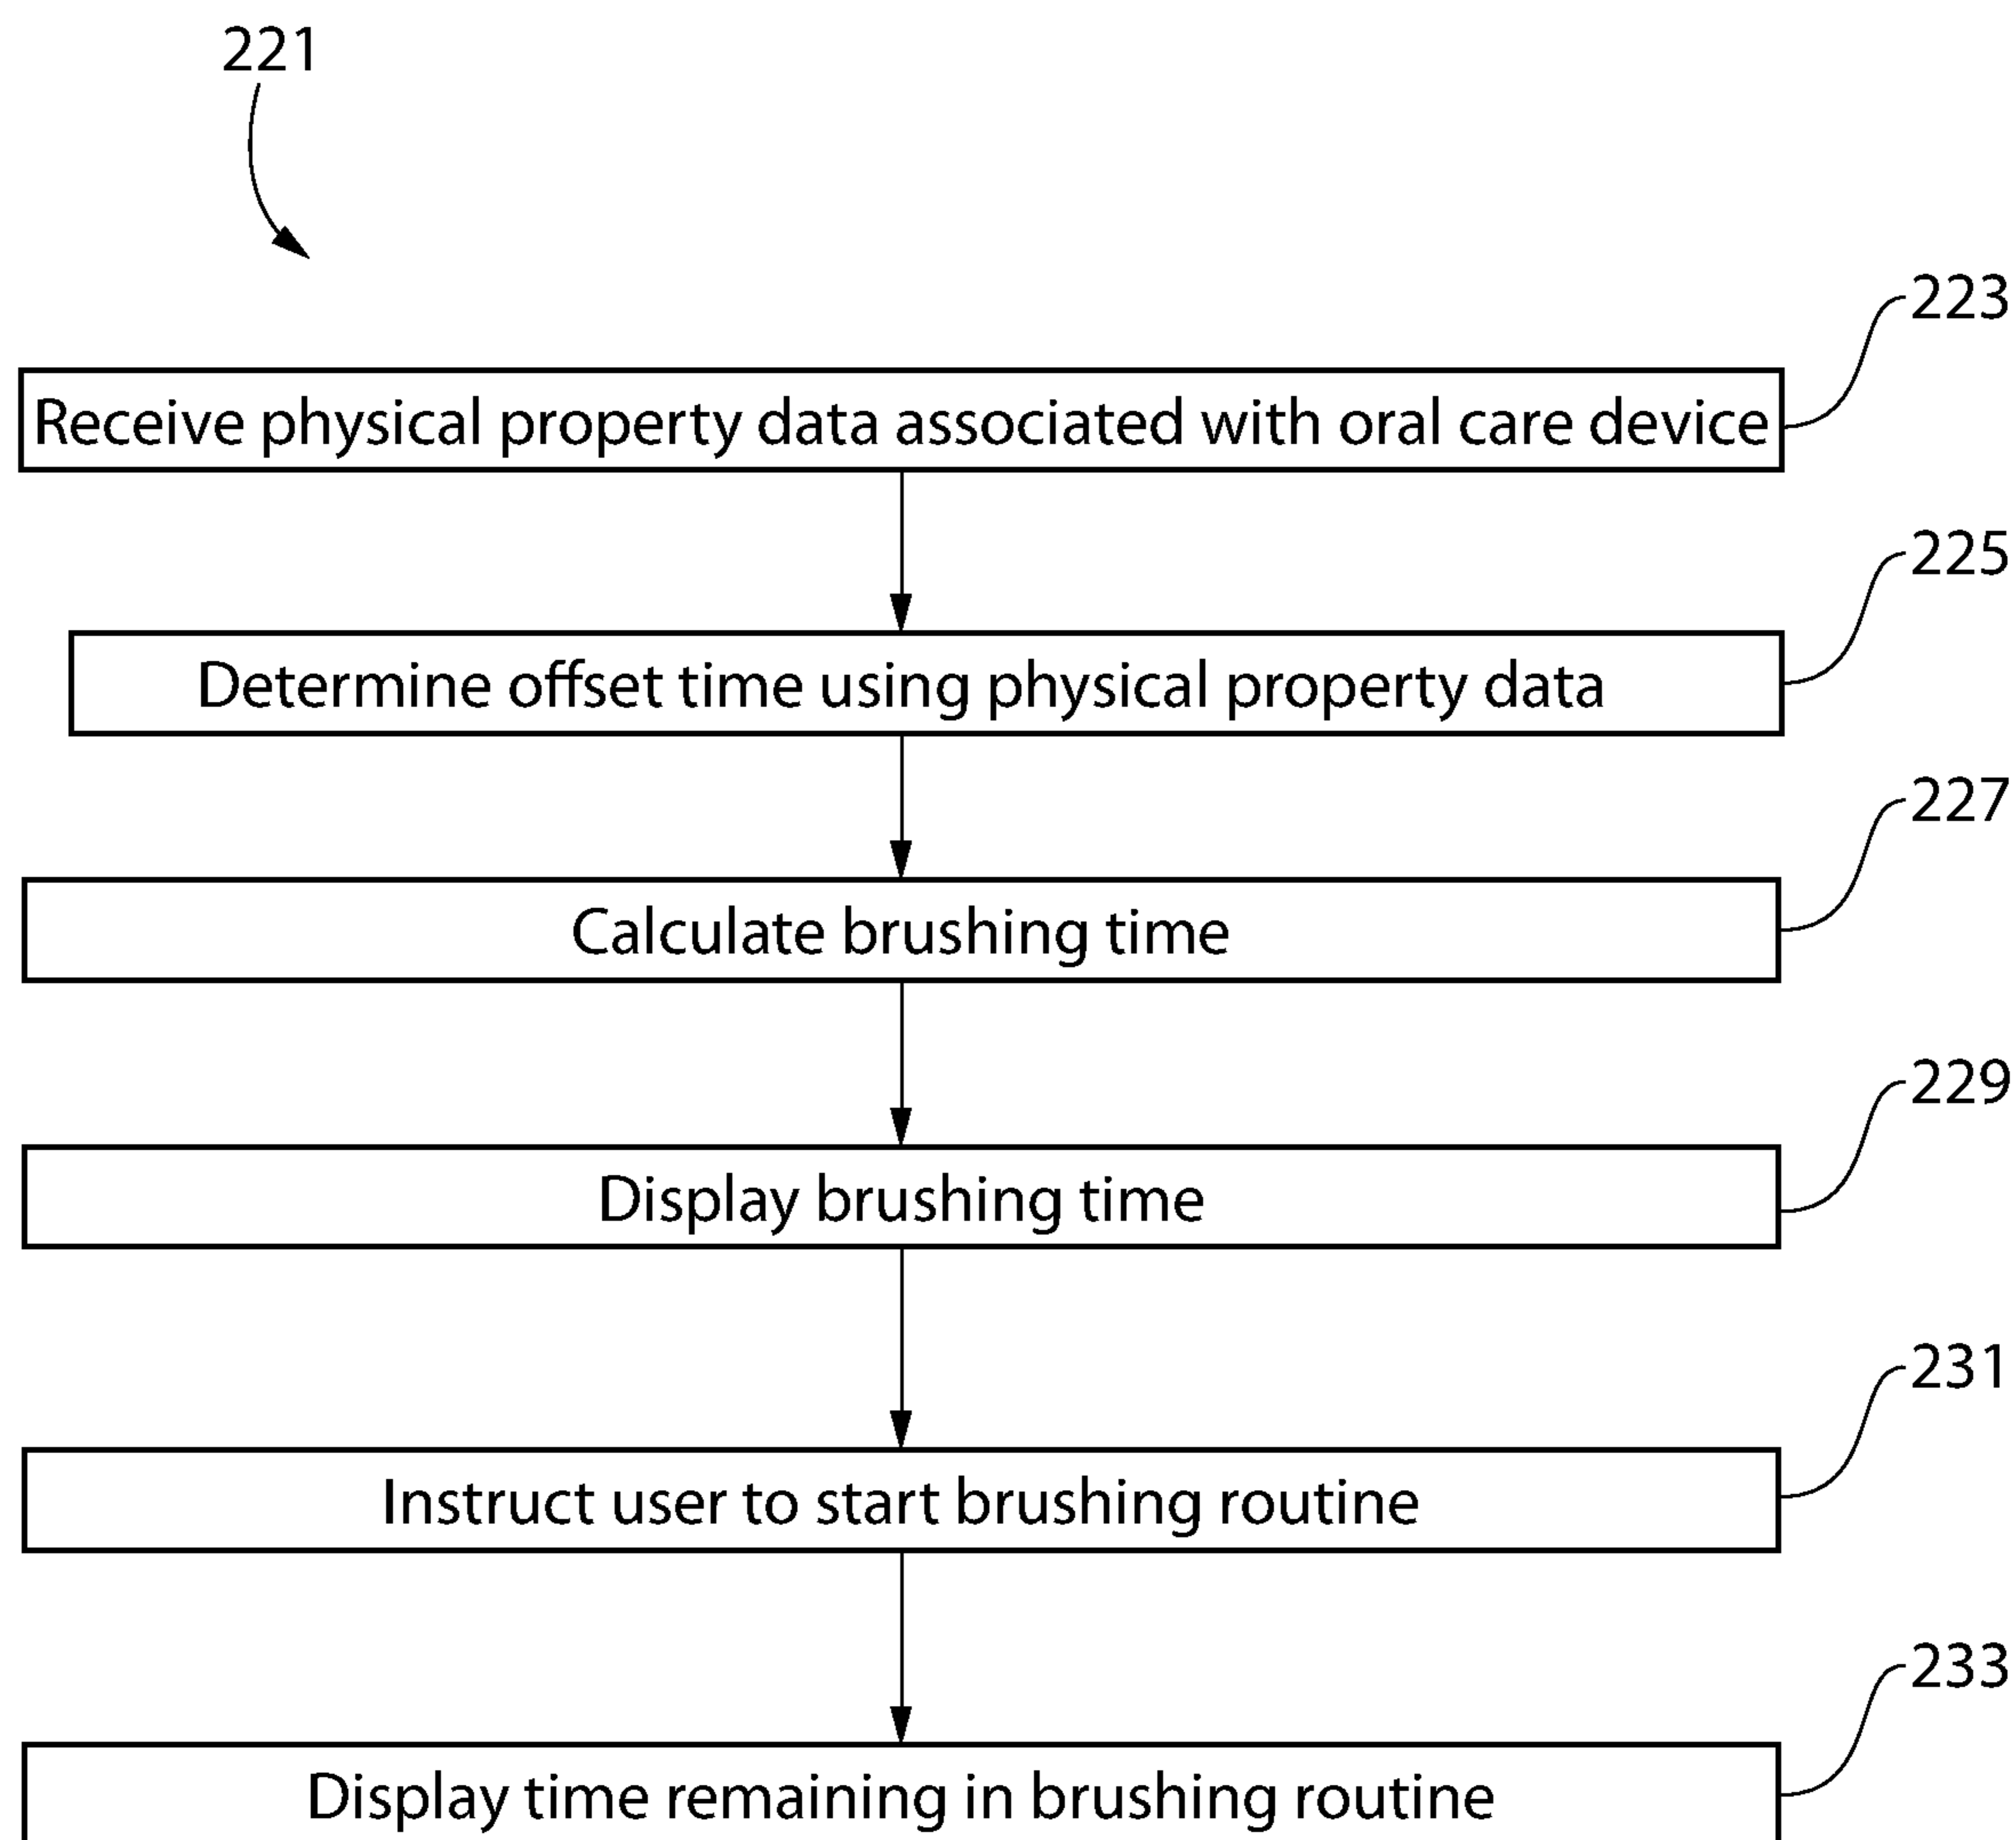 221
223
Receive physical property data associated with oral care device
225
Determine offset time using physical property data
227
Calculate brushing time
229
Display brushing time
231
Instruct user to start brushing routine
233
Display time remaining in brushing routine